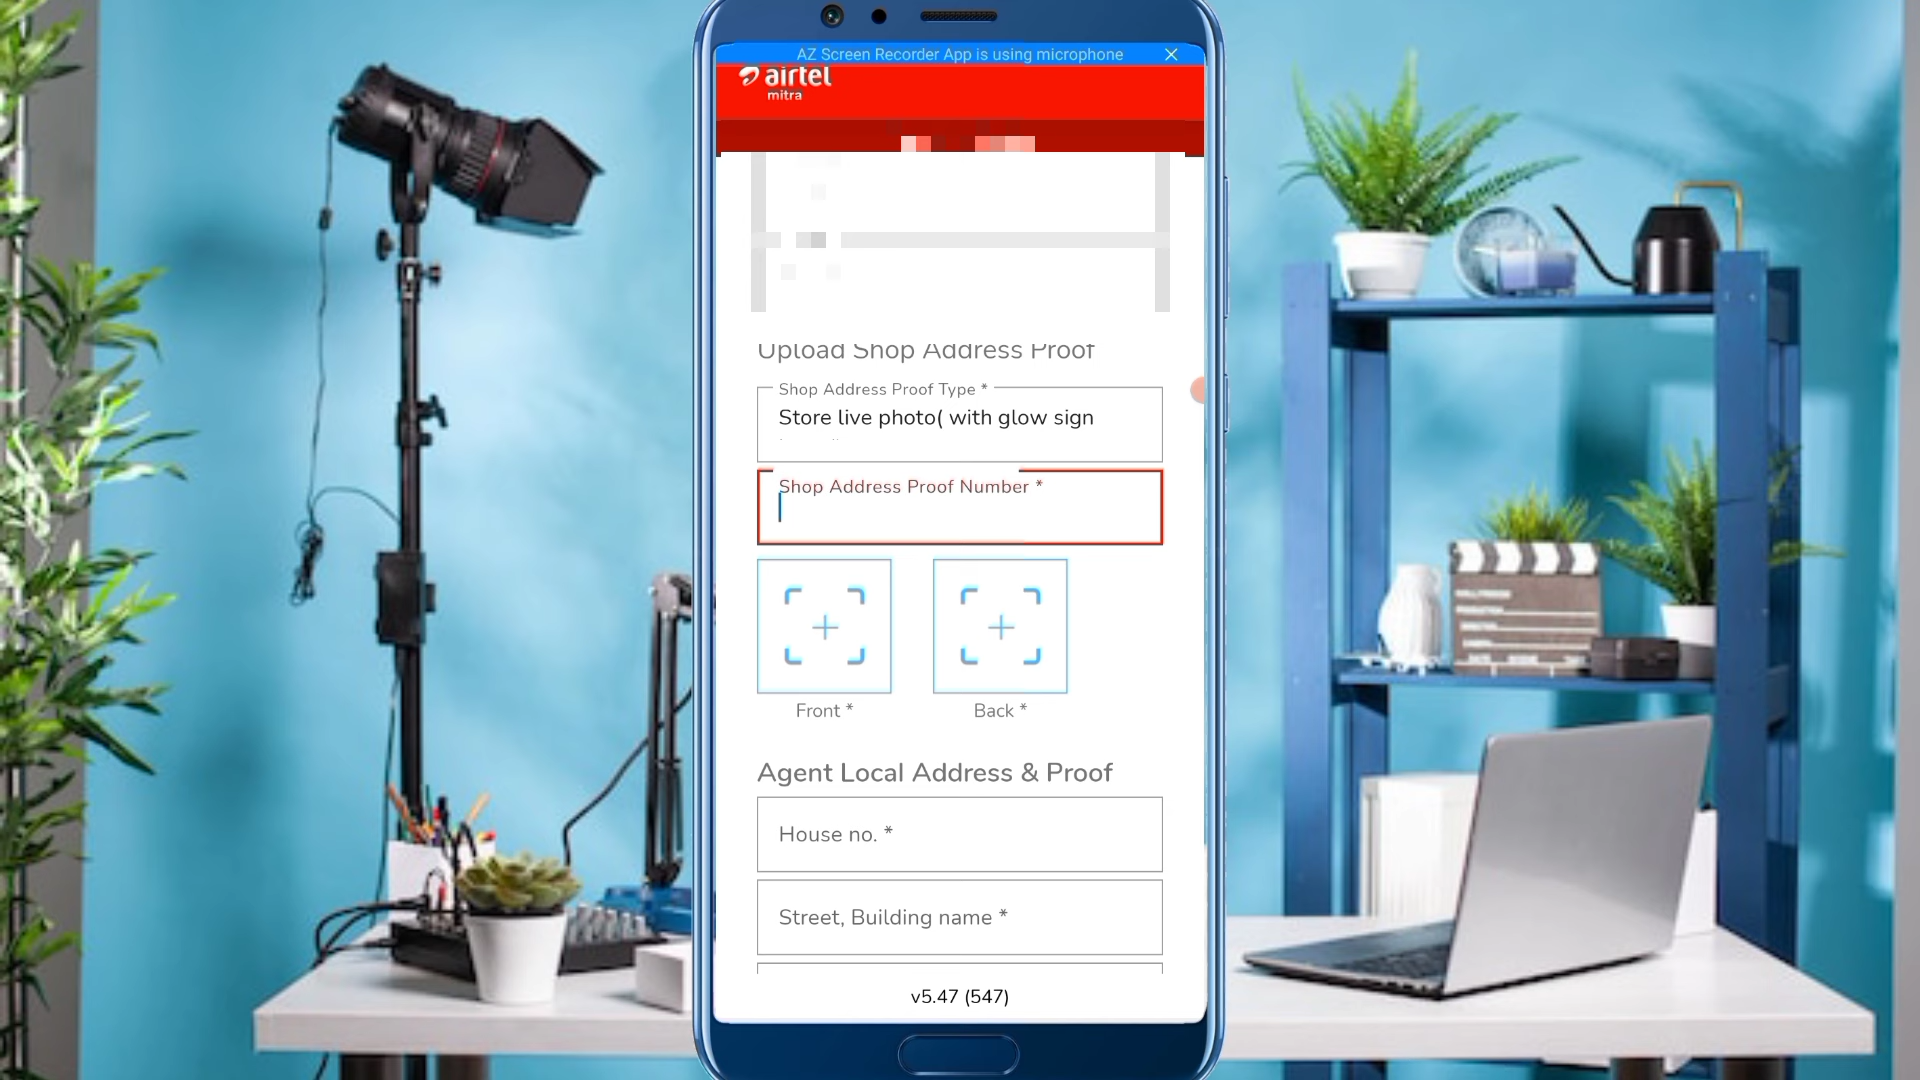 AZ Screen Recorder App is using microphone
airtel
mitra
Upload Shop Address Proof
Shop Address Proof Type *
Store live photo( with glow sign
Shop Address Proof Number *
Front *
Back *
Agent Local Address & Proof
House no. *
Street, Building name *
v5.47 (547)